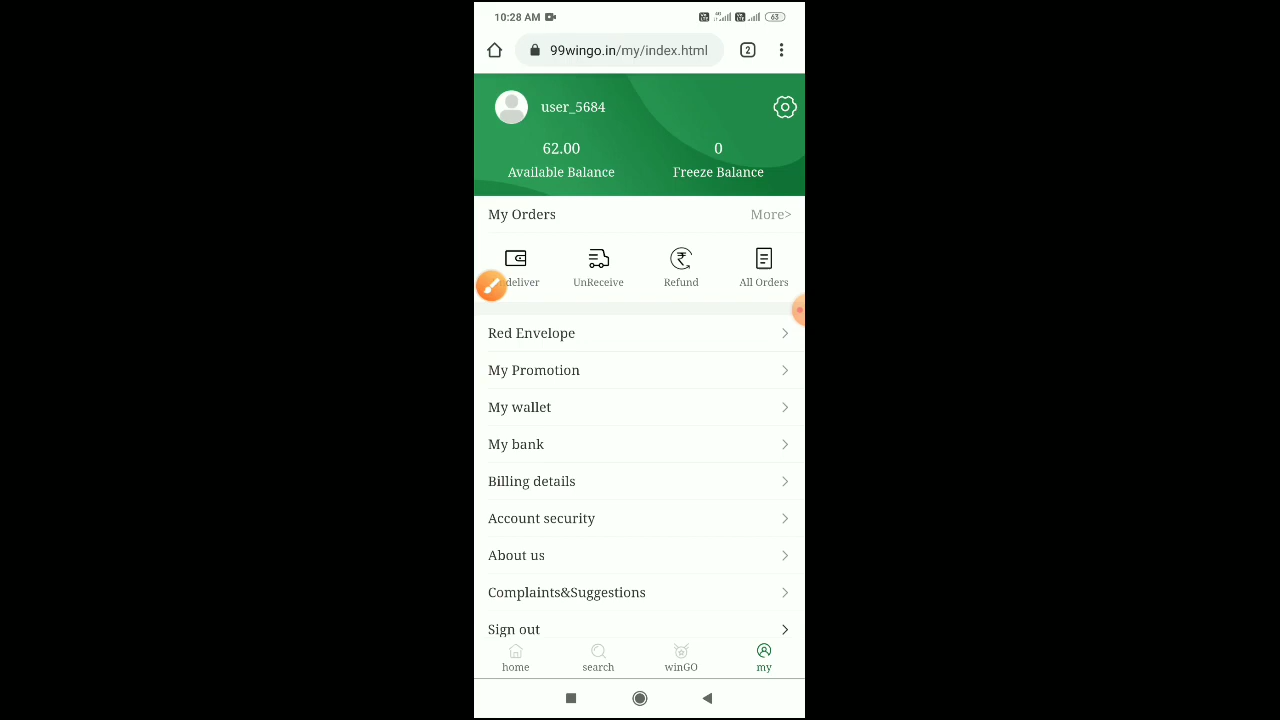 10:28 AM
63
99wingo.in/my/index.html
2
user_5684
62.00
0
Available Balance
Freeze Balance
My Orders
More>
deliver
UnReceive
Refund
All Orders
Red Envelope
My Promotion
My wallet
My bank
Billing details
Account security
About us
Complaints&Suggestions
Sign out
home
search
winGO
my